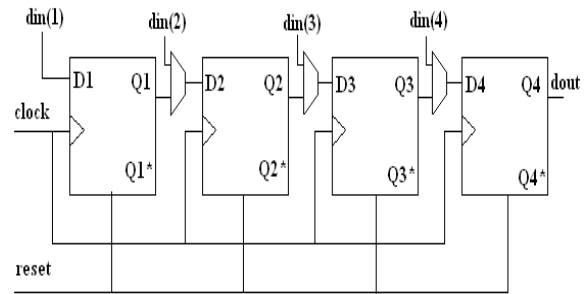 din(1) din(2) din(3) din(4)
D1 Q1 D2 Q2 D3 Q3 D4 Q4 dout
clock
Q1* Q2* Q3* Q4*
reset